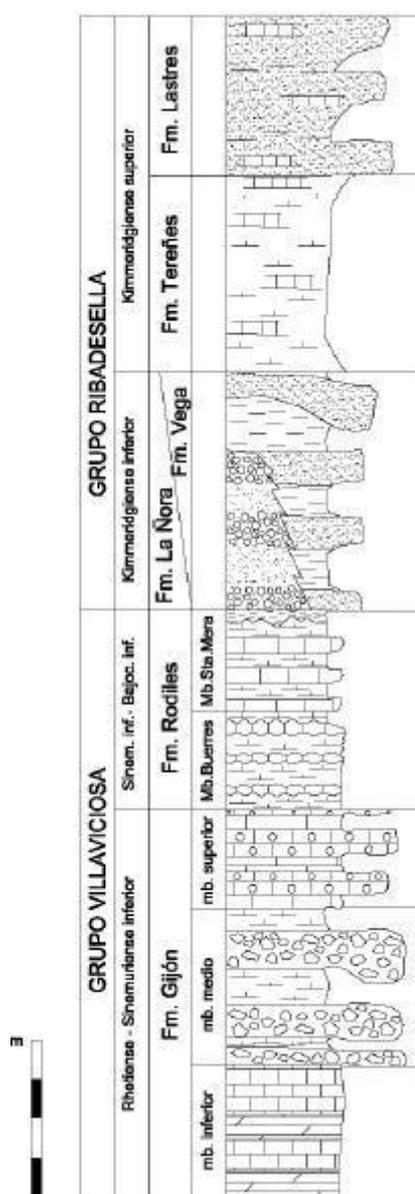 GRUPO RIBADESELLA
Kimmeridgiense superior
Fm. Lastres
Fm. Tereñes
Kimmeridgiense inferior
Fm. La Ñora
Fm. Vega
GRUPO VILLAVICIOSA
Sinem. inf.- Bajoc. inf.
Fm. Rodiles
Mb.Sta.Mera
Mb.Buerres
Rhetiense - Sinemuriense inferior
Fm. Gijón
mb. superior
mb. medio
mb. inferior
m